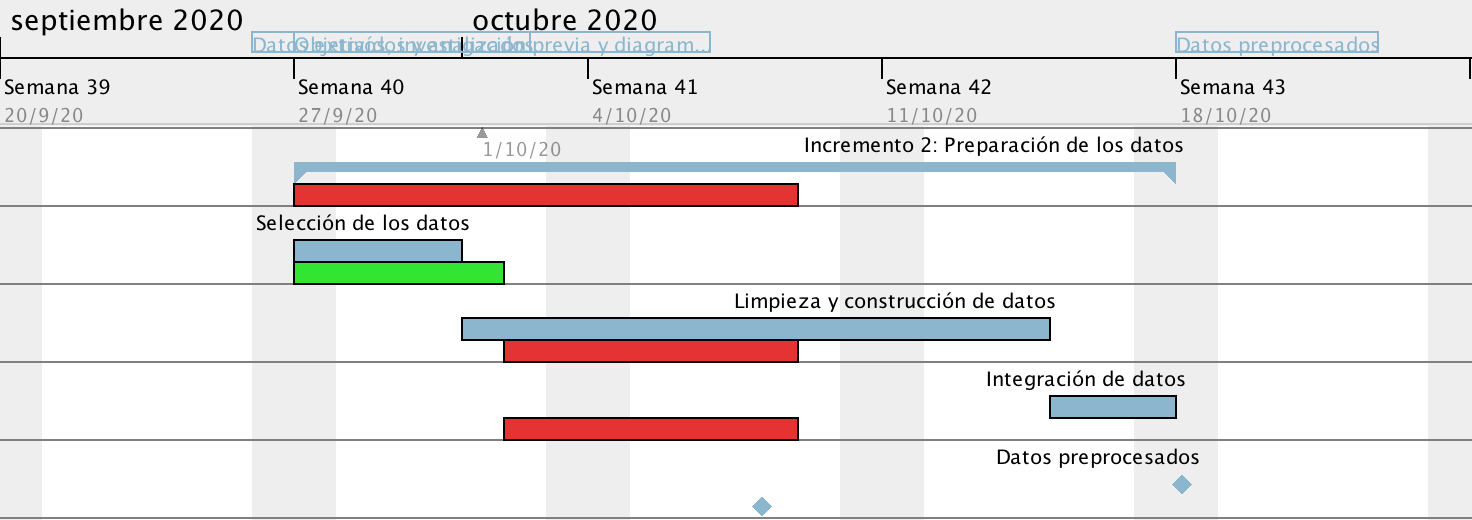 septiembre 2020
octubre 2020
Datos preprocesados
Semana 39
Semana 40
Semana 41
Semana 42
Semana 43
20/9/20
27/9/20
4/10/20
11/10/20
18/10/20
1/10/20
Incremento 2: Preparación de los datos
Selección de los datos
Limpieza y construcción de datos
Integración de datos
Datos preprocesados